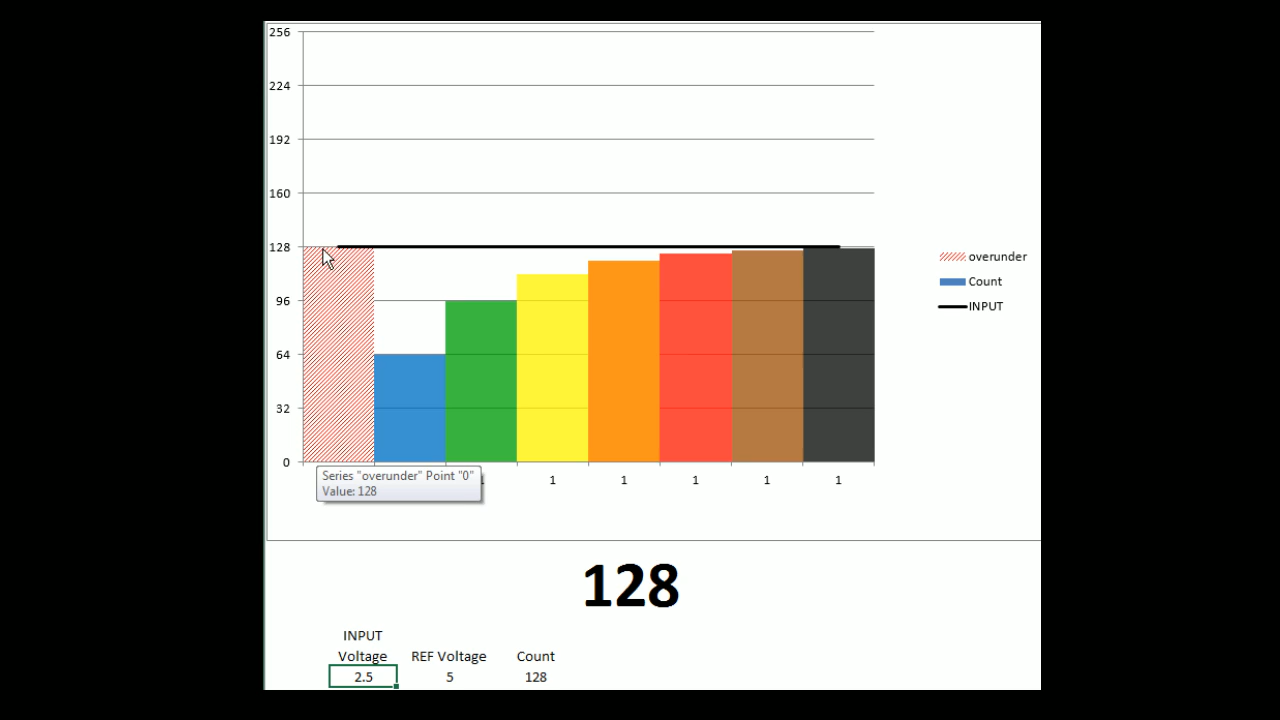 256
224
192
160
128
96
64
32
0
overunder
Count
INPUT
Series "overunder" Point "0"
Value: 128
1 1 1 1 1 1
128
INPUT
Voltage REF Voltage Count
2.5 5 128